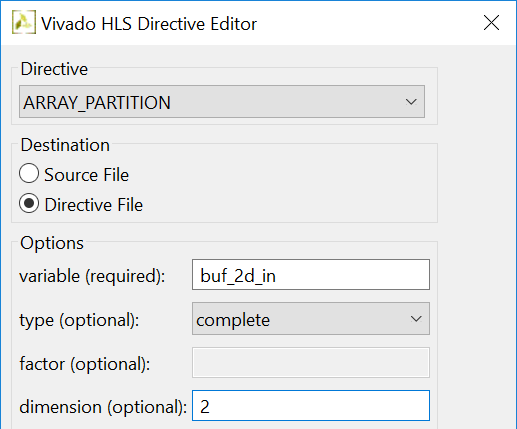 Vivado HLS Directive Editor
Directive
ARRAY_PARTITION
Destination
Source File
Directive File
Options
variable (required): buf_2d_in
type (optional): complete
factor (optional):
dimension (optional): 2